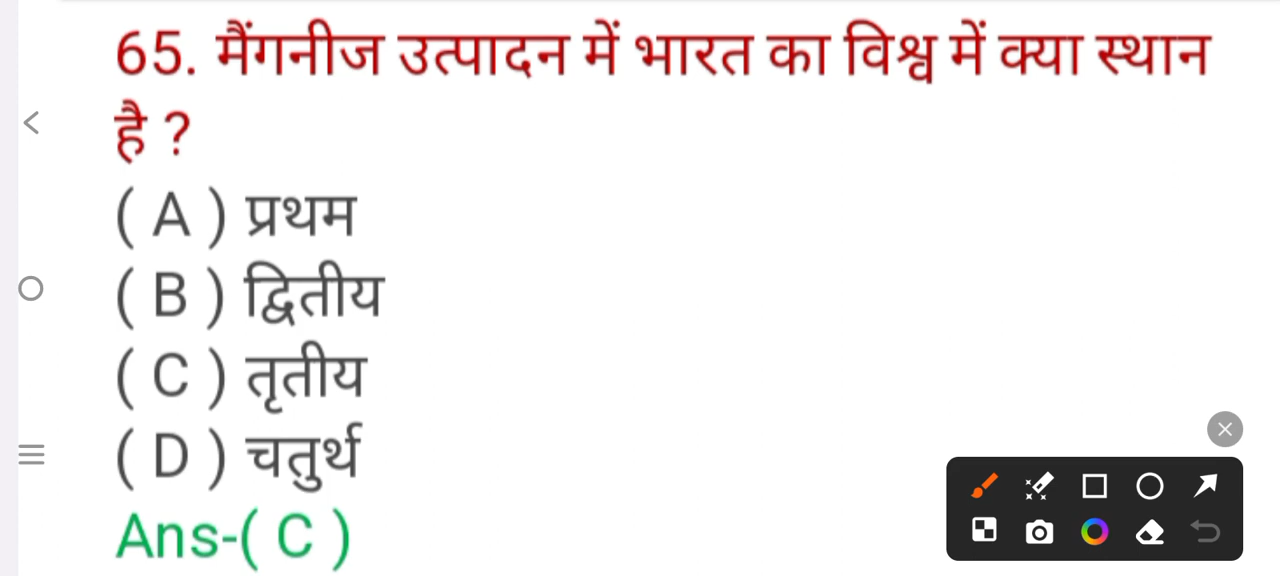 65. मैंगनीज उत्पादन में भारत का विश्व में क्या स्थान
है ?
( A ) प्रथम
( B ) द्वितीय
( C ) तृतीय
( D ) चतुर्थ
Ans-( C )